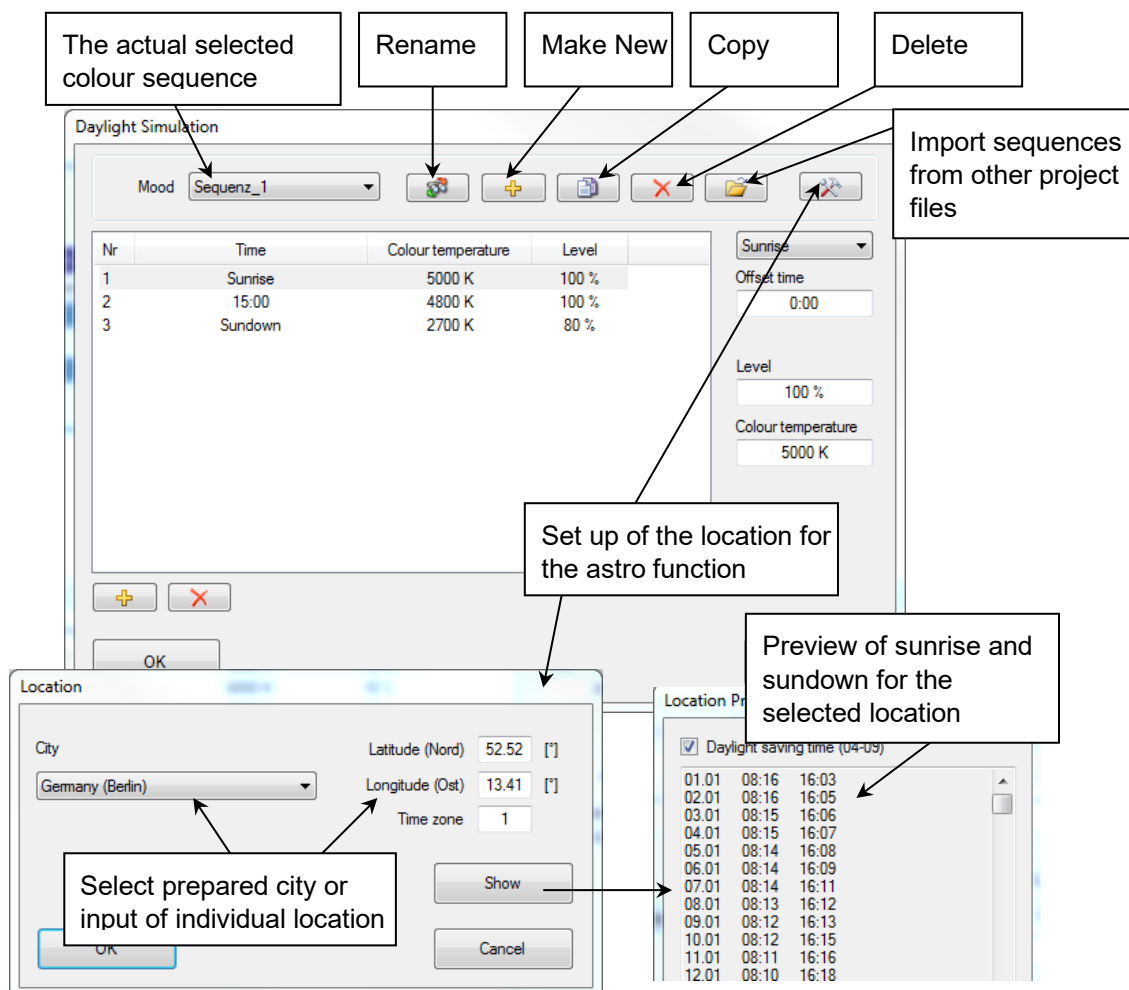 The actual selected
colour sequence
Rename
Make New
Copy
Delete
Import sequences
from other project
files
Daylight Simulation
Mood
Sequenz_1
Nr Time Colour temperature Level
1 Sunrise 5000 K 100 %
2 15:00 4800 K 100 %
3 Sundown 2700 K 80 %
Sunrise
Offset time
0:00
Level
100 %
Colour temperature
5000 K
Set up of the location for
the astro function
OK
Preview of sunrise and
sundown for the
selected location
Location
City
Germany (Berlin)
Latitude (Nord) 52.52 [°]
Longitude (Ost) 13.41 [°]
Time zone 1
Select prepared city or
input of individual location
Show
OK
Cancel
Location Pr
Daylight saving time (04-09)
01.01 08:16 16:03
02.01 08:16 16:05
03.01 08:15 16:06
04.01 08:15 16:07
05.01 08:14 16:08
06.01 08:14 16:09
07.01 08:14 16:11
08.01 08:13 16:12
09.01 08:12 16:13
10.01 08:12 16:15
11.01 08:11 16:16
12.01 08:10 16:18